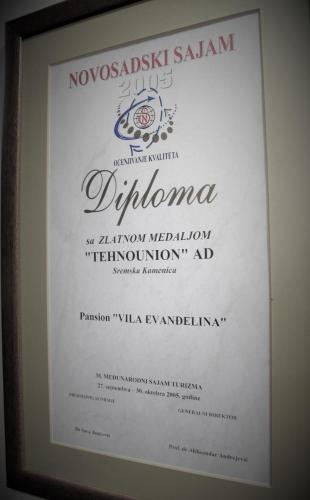 NOVOSADSKI SAJAM
2005
OCENJIVANJE KVALITETA
Diploma
sa ZLATNOM MEDALJOM
"TEHNOUNION" AD
Sremska Kamenica
Pansion "VILA EVANĐELINA"
38. MEĐUNARODNI SAJAM TURIZMA
27. septembra - 30. oktobra 2005. godine
GENERALNI DIREKTOR
Prof. dr Aleksandar Andrejević